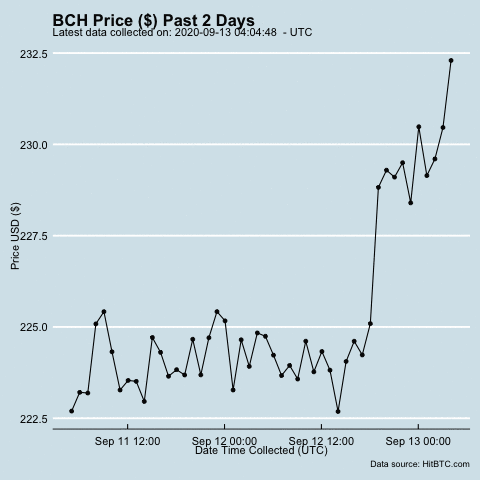 BCH Price ($) Past 2 Days
Latest data collected on: 2020-09-13 04:04:48  - UTC
232.5
230.0
227.5
225.0
222.5
Price USD ($)
Sep 11 12:00 Sep 12 00:00 Sep 12 12:00 Sep 13 00:00
Date Time Collected (UTC)
Data source: HitBTC.com